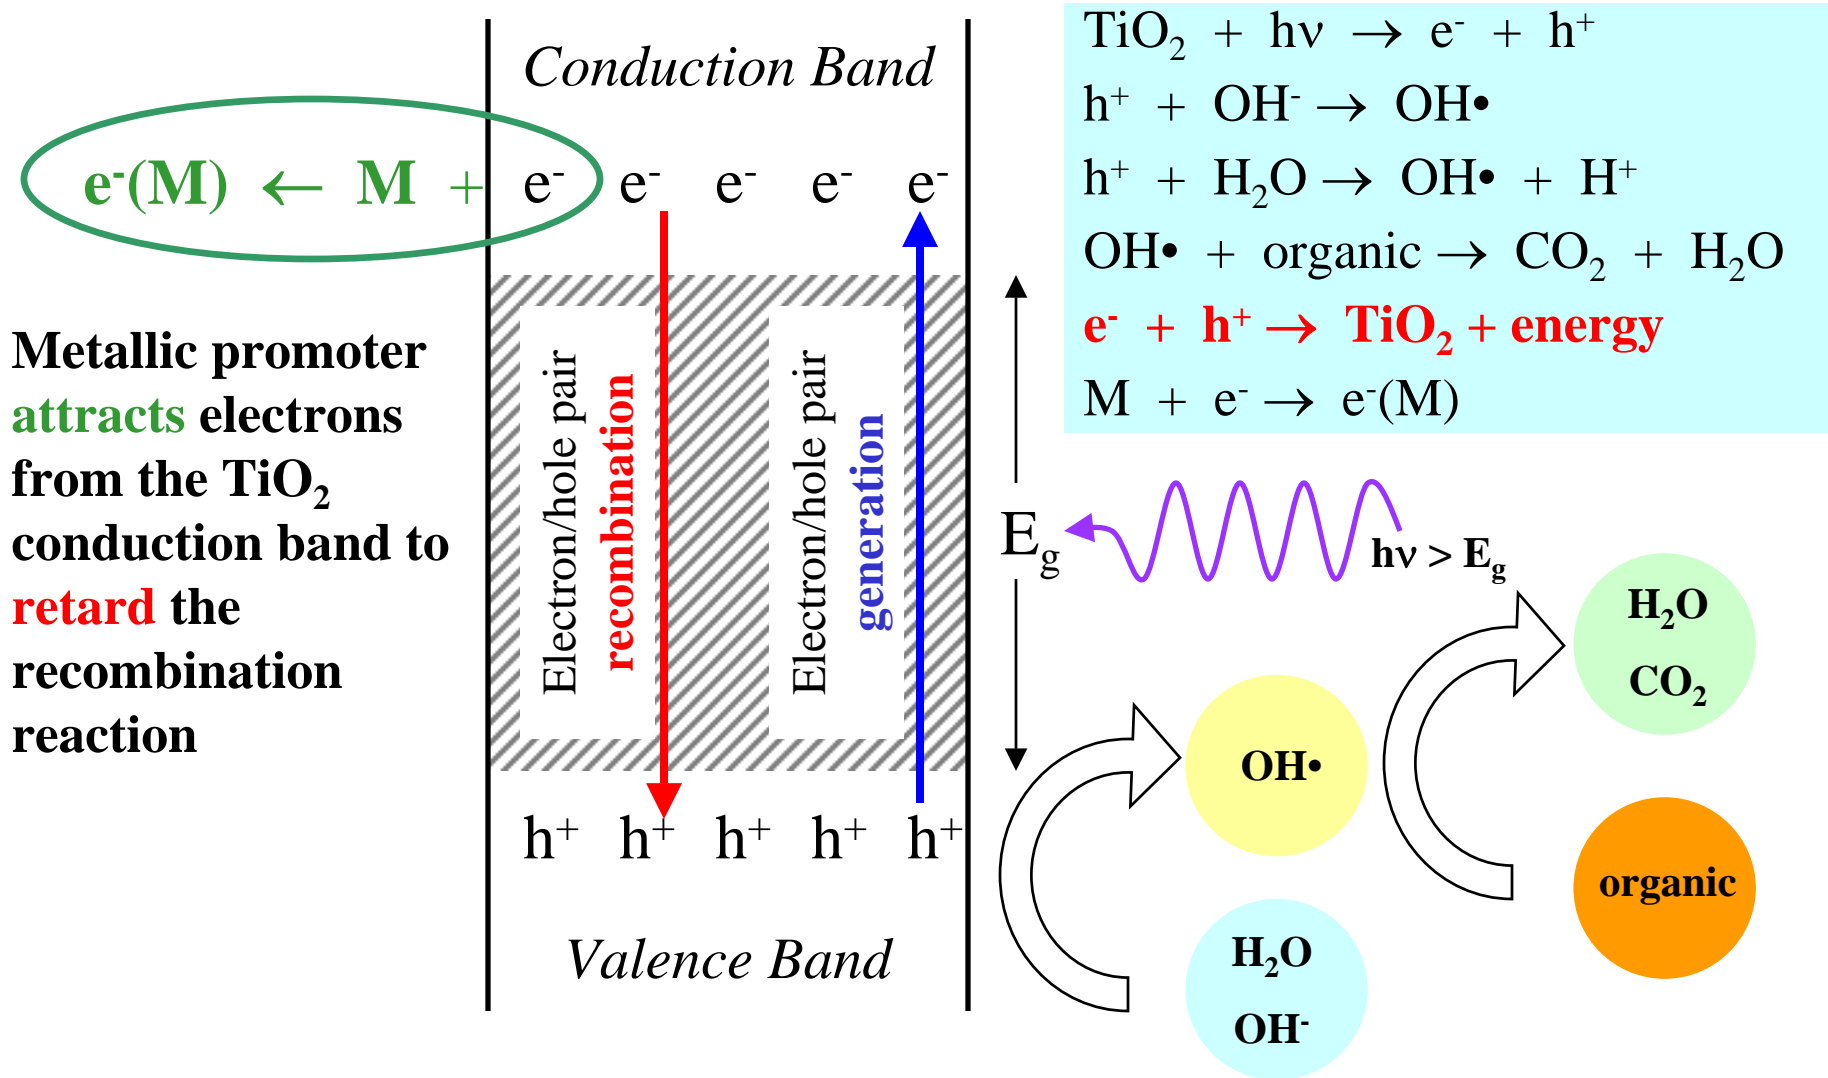 Conduction Band
e⁻(M) ← M + e⁻ e⁻ e⁻ e⁻ e⁻
Metallic promoter
attracts electrons
from the TiO₂
conduction band to
retard the
recombination
reaction
Electron/hole pair
recombination
Electron/hole pair
generation
h⁺ h⁺ h⁺ h⁺ h⁺
Valence Band
TiO₂ + hν → e⁻ + h⁺
h⁺ + OH⁻ → OH•
h⁺ + H₂O → OH• + H⁺
OH• + organic → CO₂ + H₂O
e⁻ + h⁺ → TiO₂ + energy
M + e⁻ → e⁻(M)
E_g
hν > E_g
H₂O
CO₂
OH•
organic
H₂O
OH⁻